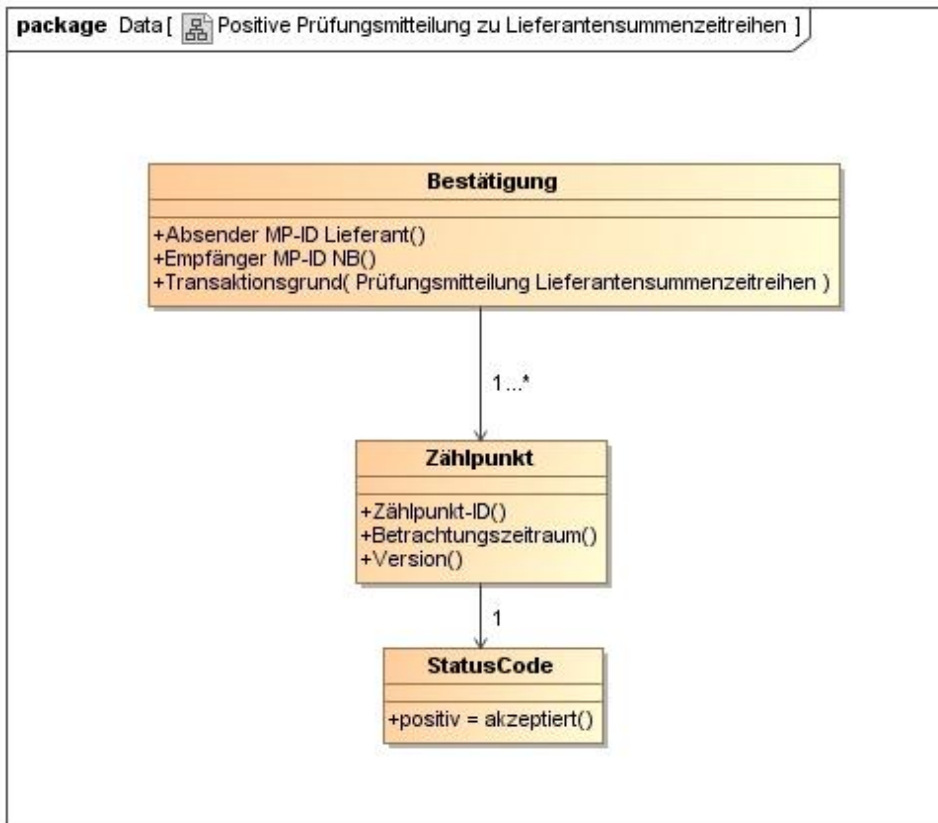 package Data [ Positive Prüfungsmitteilung zu Lieferantensummenzeitreihen ]
Bestätigung
+Absender MP-ID Lieferant()
+Empfänger MP-ID NB()
+Transaktionsgrund( Prüfungsmitteilung Lieferantensummenzeitreihen )
1...*
Zählpunkt
+Zählpunkt-ID()
+Betrachtungszeitraum()
+Version()
1
StatusCode
+positiv = akzeptiert()